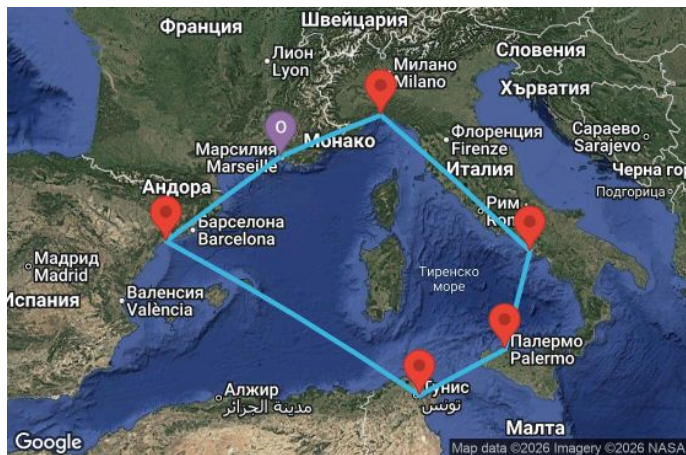 Франция
Швейцария
Словения
Лион
Lyon
Милано
Milano
Хърватия
О
Марсилия
Marseille
Монако
Флоренция
Firenze
Италия
Сараево
Sarajevo
Черна гор
Подгорица
Андора
Барселона
Barcelona
Рим
Мадрид
Madrid
Испания
Валенсия
València
Тиренско
море
Палермо
Palermo
Алжир
مدينة الجزائر
Тунис
تونس
Малта
Google
Map data ©2026 Imagery ©2026 NASA